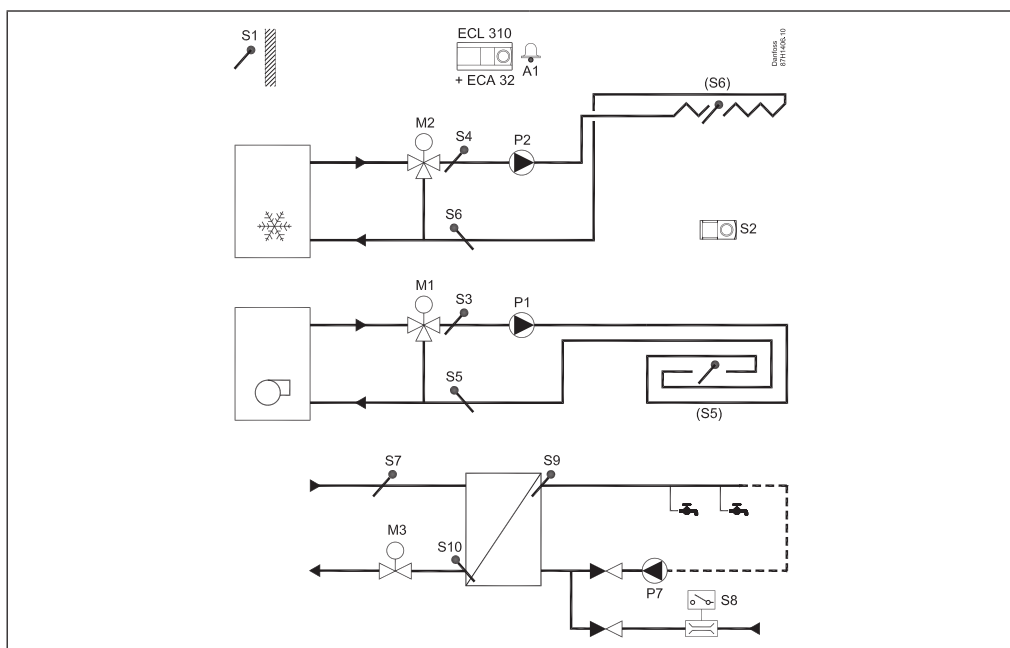 S1
ECL 310
+ ECA 32
A1
Danfoss
87H1406.10
(S6)
M2
S4
P2
S6
S2
M1
S3
P1
S5
(S5)
S7
S9
M3
S10
P7
S8